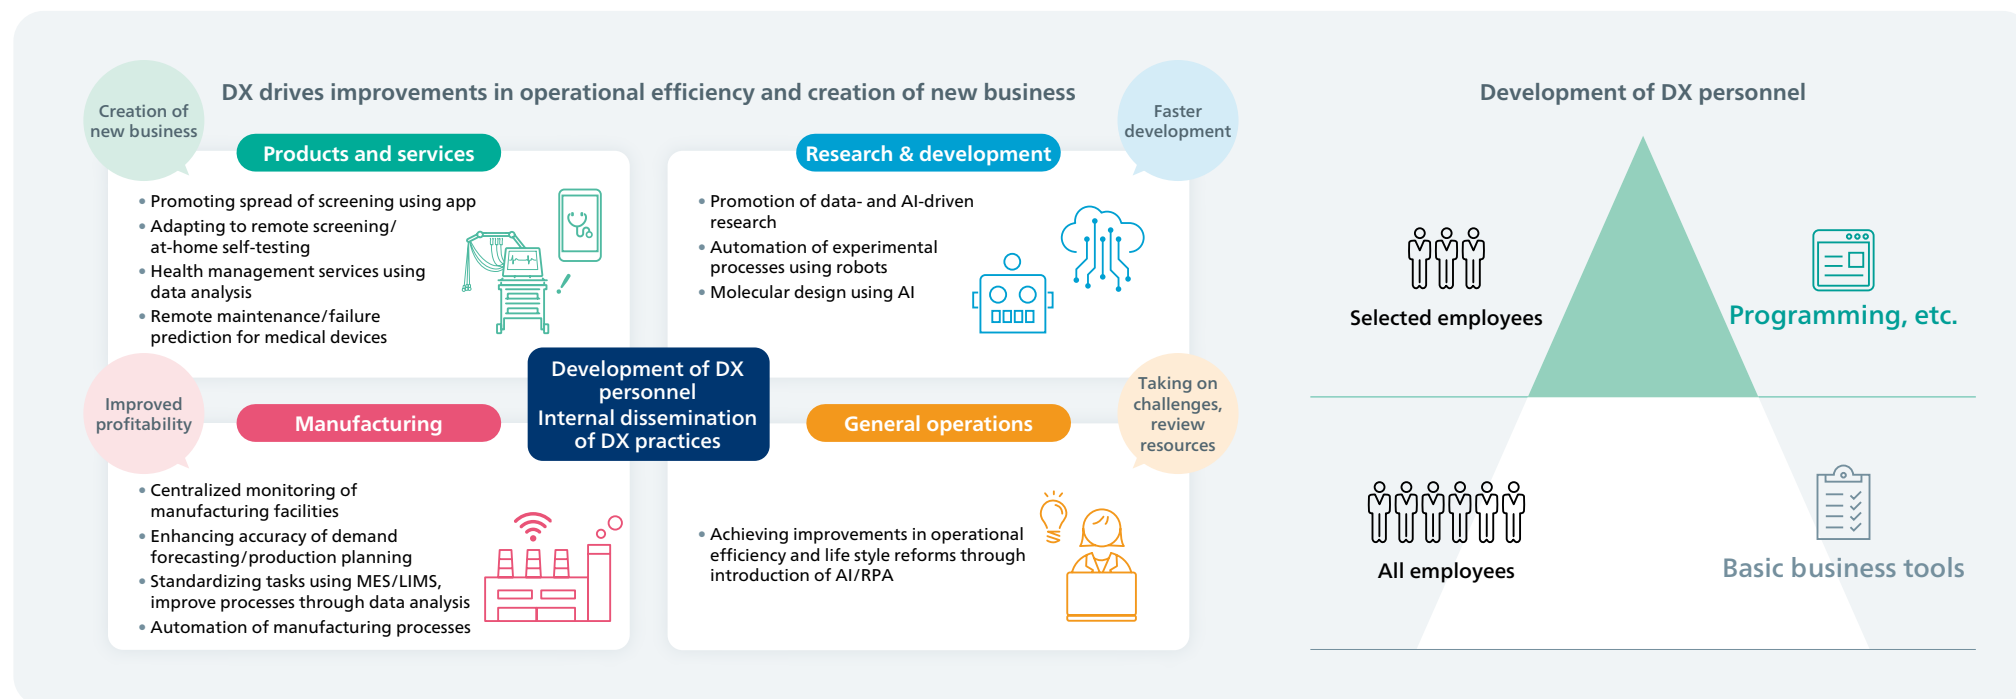 DX drives improvements in operational efficiency and creation of new business
Creation of
new business
Products and services
• Promoting spread of screening using app
• Adapting to remote screening/
at-home self-testing
• Health management services using
data analysis
• Remote maintenance/failure
prediction for medical devices
Faster
development
Research & development
• Promotion of data- and AI-driven
research
• Automation of experimental
processes using robots
• Molecular design using AI
Development of DX
personnel
Internal dissemination
of DX practices
Improved
profitability
Manufacturing
• Centralized monitoring of
manufacturing facilities
• Enhancing accuracy of demand
forecasting/production planning
• Standardizing tasks using MES/LIMS,
improve processes through data analysis
• Automation of manufacturing processes
Taking on
challenges,
review
resources
General operations
• Achieving improvements in operational
efficiency and life style reforms through
introduction of AI/RPA
Development of DX personnel
Selected employees
Programming, etc.
All employees
Basic business tools